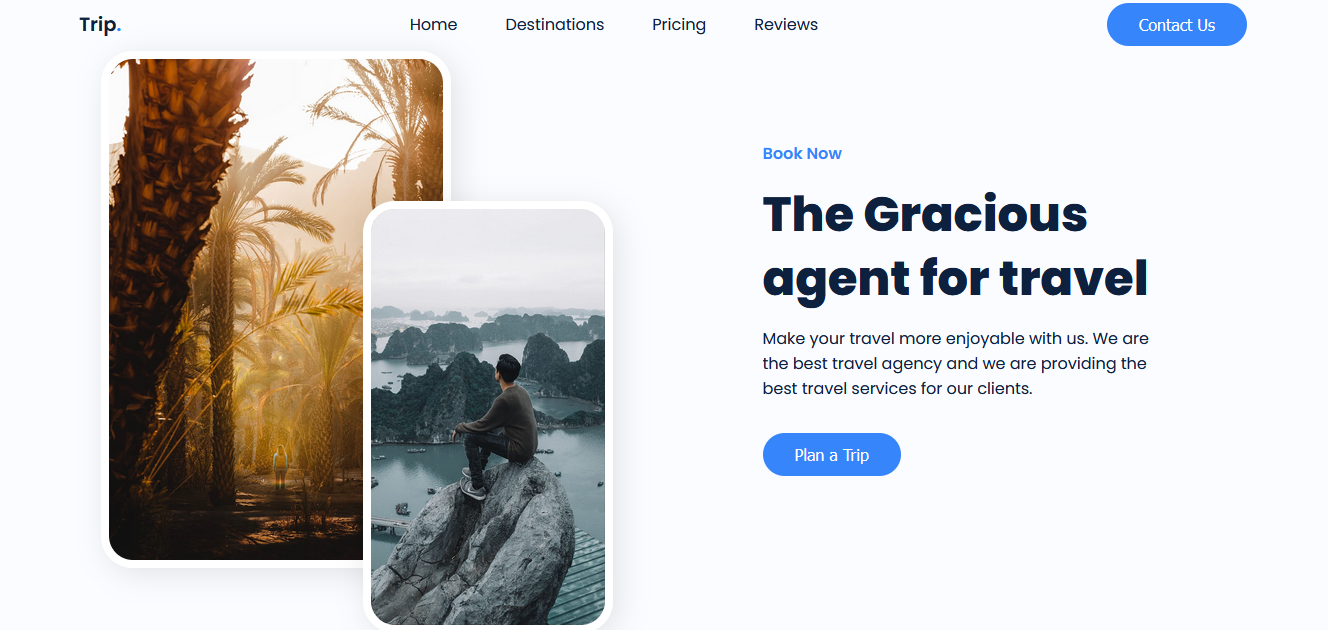 Trip.
Home
Destinations
Pricing
Reviews
Contact Us
Book Now
The Gracious
agent for travel
Make your travel more enjoyable with us. We are
the best travel agency and we are providing the
best travel services for our clients.
Plan a Trip